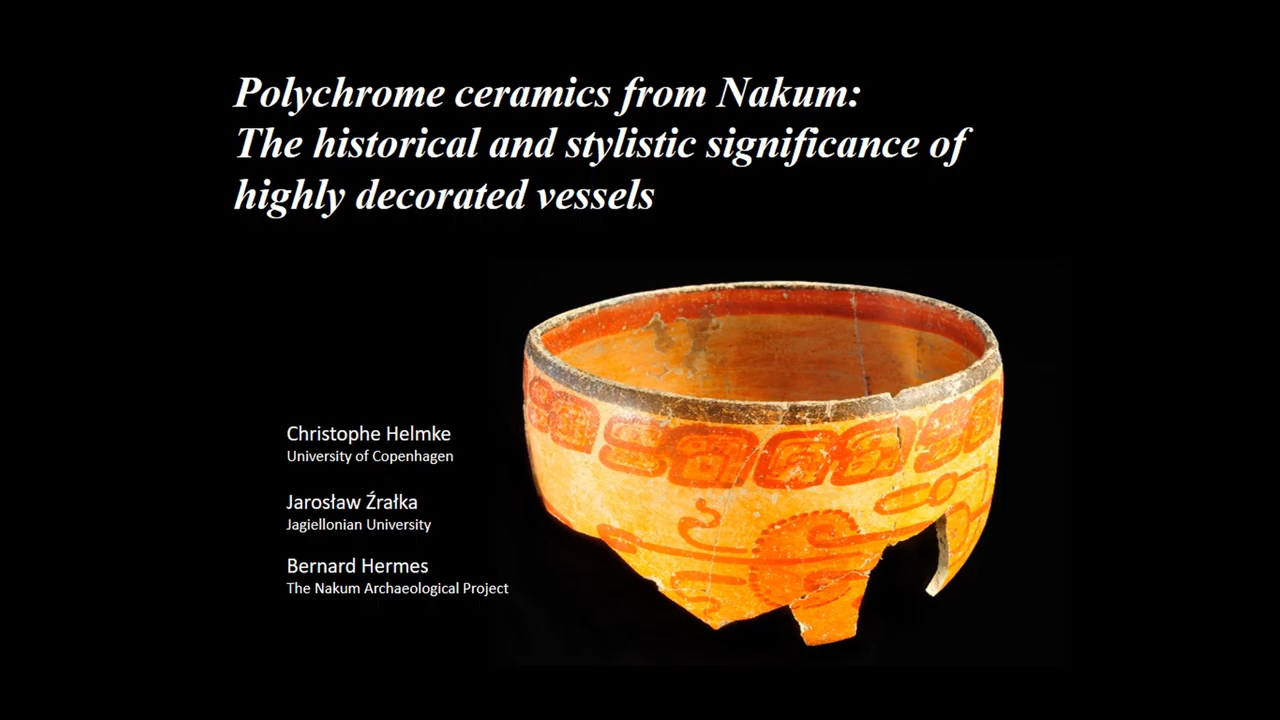 Polychrome ceramics from Nakum:
The historical and stylistic significance of
highly decorated vessels
Christophe Helmke
University of Copenhagen
Jarosław Źrałka
Jagiellonian University
Bernard Hermes
The Nakum Archaeological Project